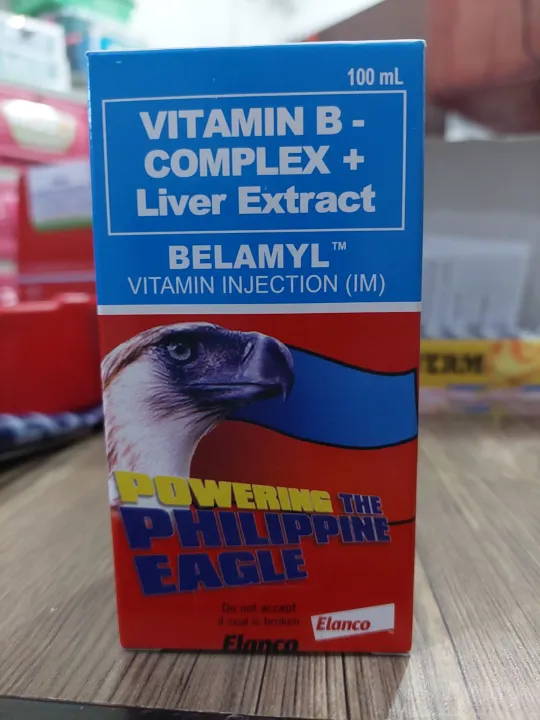 100 mL
VITAMIN B -
COMPLEX +
Liver Extract
BELAMYL™
VITAMIN INJECTION (IM)
POWERING THE
PHILIPPINE
EAGLE
Do not accept
if seal is broken
Elanco
Elanco